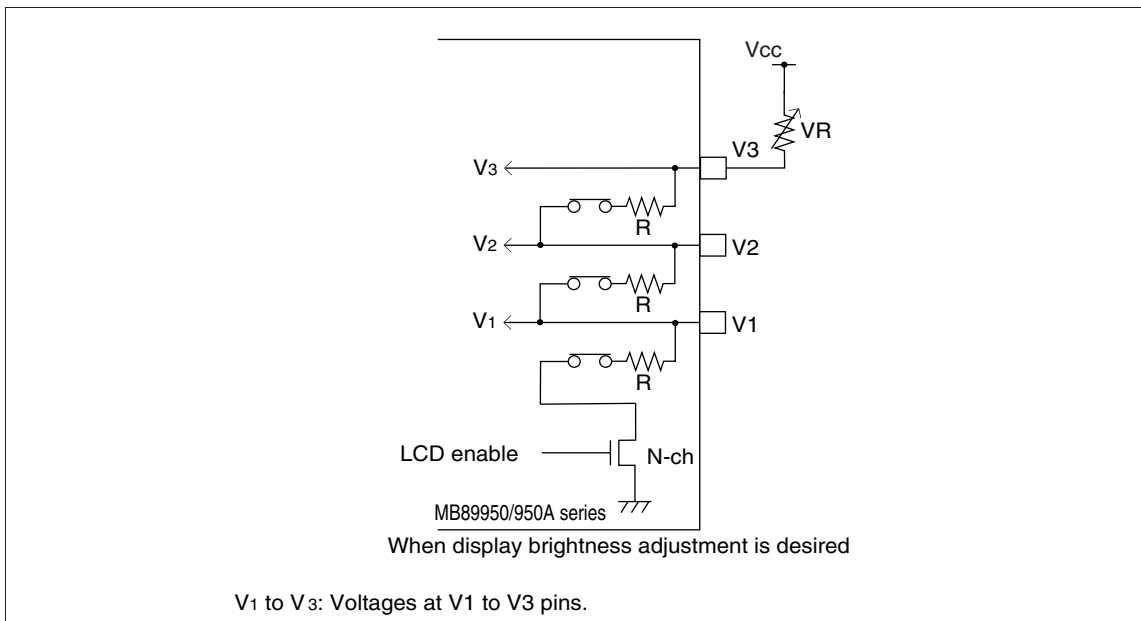 Vcc
VR
V3
V3
R
V2
V2
R
V1
V1
R
LCD enable
N-ch
MB89950/950A series
When display brightness adjustment is desired
V1 to V3: Voltages at V1 to V3 pins.